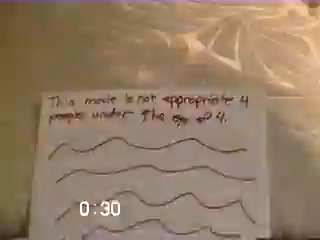 This movie is not appropriate 4
people under the age of 4.
0:30